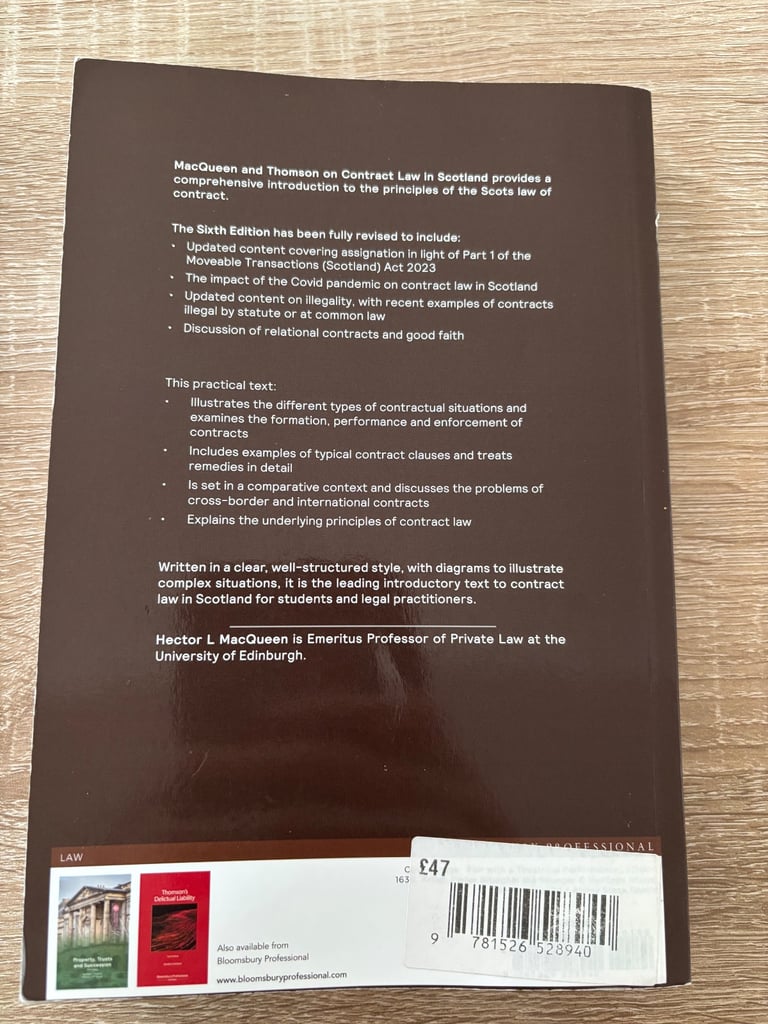 MacQueen and Thomson on Contract Law in Scotland provides a
comprehensive introduction to the principles of the Scots law of
contract.
The Sixth Edition has been fully revised to include:
• Updated content covering assignation in light of Part 1 of the
Moveable Transactions (Scotland) Act 2023
• The impact of the Covid pandemic on contract law in Scotland
• Updated content on illegality, with recent examples of contracts
illegal by statute or at common law
• Discussion of relational contracts and good faith
This practical text:
• Illustrates the different types of contractual situations and
examines the formation, performance and enforcement of
contracts
• Includes examples of typical contract clauses and treats
remedies in detail
• Is set in a comparative context and discusses the problems of
cross-border and international contracts
• Explains the underlying principles of contract law
Written in a clear, well-structured style, with diagrams to illustrate
complex situations, it is the leading introductory text to contract
law in Scotland for students and legal practitioners.
Hector L MacQueen is Emeritus Professor of Private Law at the
University of Edinburgh.
PROFESSIONAL
LAW
£47
9 781526 528940
Property, Trusts
and Succession
Thomson's
Delictual Liability
Also available from
Bloomsbury Professional
www.bloomsburyprofessional.com